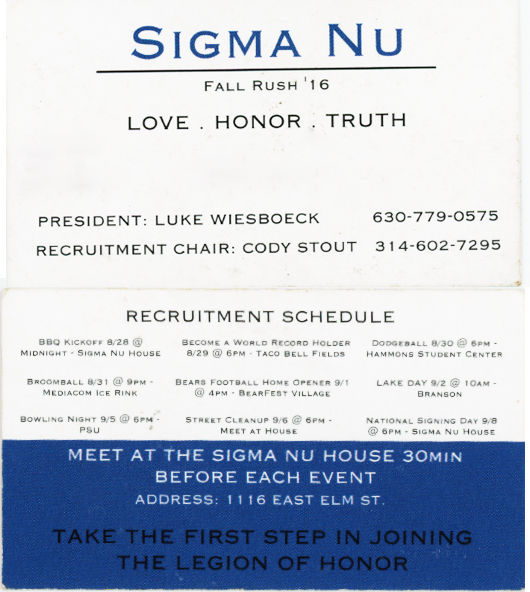 SIGMA NU
FALL RUSH '16
LOVE . HONOR . TRUTH
PRESIDENT: LUKE WIESBOECK 630-779-0575
RECRUITMENT CHAIR: CODY STOUT 314-602-7295
RECRUITMENT SCHEDULE
BBQ KICKOFF 8/28 @
MIDNIGHT - SIGMA NU HOUSE
BECOME A WORLD RECORD HOLDER
8/29 @ 6PM - TACO BELL FIELDS
DODGEBALL 8/30 @ 6PM -
HAMMONS STUDENT CENTER
BROOMBALL 8/31 @ 9PM -
MEDIACOM ICE RINK
BEARS FOOTBALL HOME OPENER 9/1
@ 4PM - BEARFEST VILLAGE
LAKE DAY 9/2 @ 10AM -
BRANSON
BOWLING NIGHT 9/5 @ 6PM -
PSU
STREET CLEANUP 9/6 @ 6PM -
MEET AT HOUSE
NATIONAL SIGNING DAY 9/8
@ 6PM - SIGMA NU HOUSE
MEET AT THE SIGMA NU HOUSE 30MIN
BEFORE EACH EVENT
ADDRESS: 1116 EAST ELM ST.
TAKE THE FIRST STEP IN JOINING
THE LEGION OF HONOR